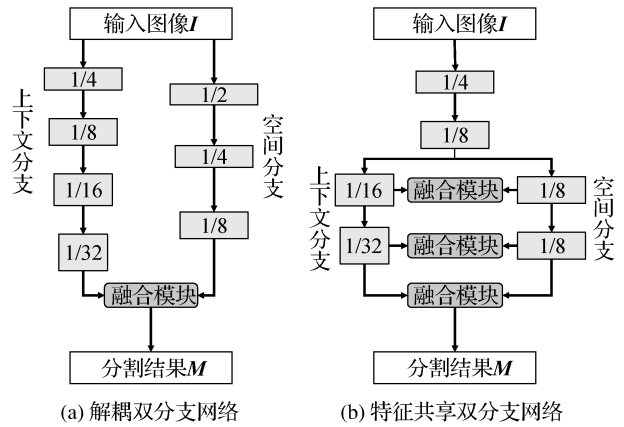 输入图像I
1/4
1/8
1/16
1/32
上下文分支
1/2
1/4
1/8
空间分支
融合模块
分割结果M
(a) 解耦双分支网络
输入图像I
1/4
1/8
上下文分支
1/16
融合模块
1/8
空间分支
1/32
融合模块
1/8
融合模块
分割结果M
(b) 特征共享双分支网络